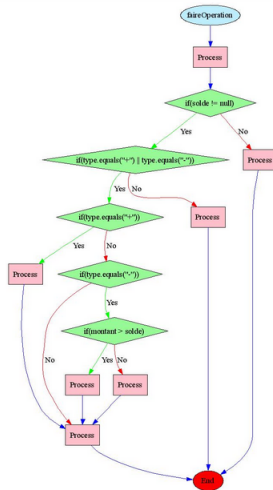 faireOperation
Process
if(solde != null)
Yes
No
if(type.equals("+") || type.equals("-"))
Process
Yes
No
if(type.equals("+"))
Process
Yes
No
Process
if(type.equals("-"))
Yes
No
if(montant > solde)
Yes
No
Process
Process
Process
End